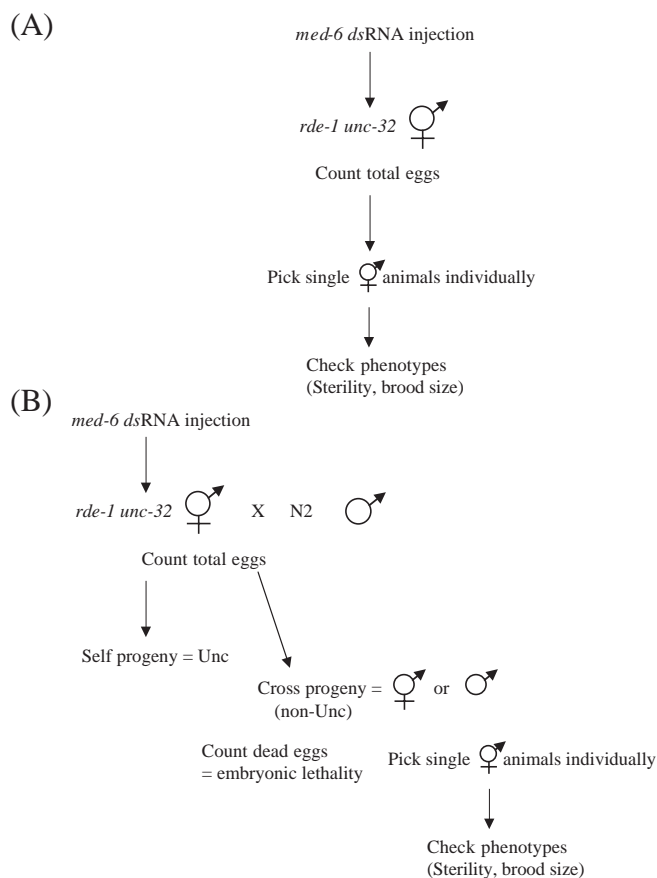 (A)
med-6 dsRNA injection
rde-1 unc-32
Count total eggs
Pick single animals individually
Check phenotypes
(Sterility, brood size)
(B)
med-6 dsRNA injection
rde-1 unc-32 X N2
Count total eggs
Self progeny = Unc
Cross progeny = or
(non-Unc)
Count dead eggs
= embryonic lethality
Pick single animals individually
Check phenotypes
(Sterility, brood size)